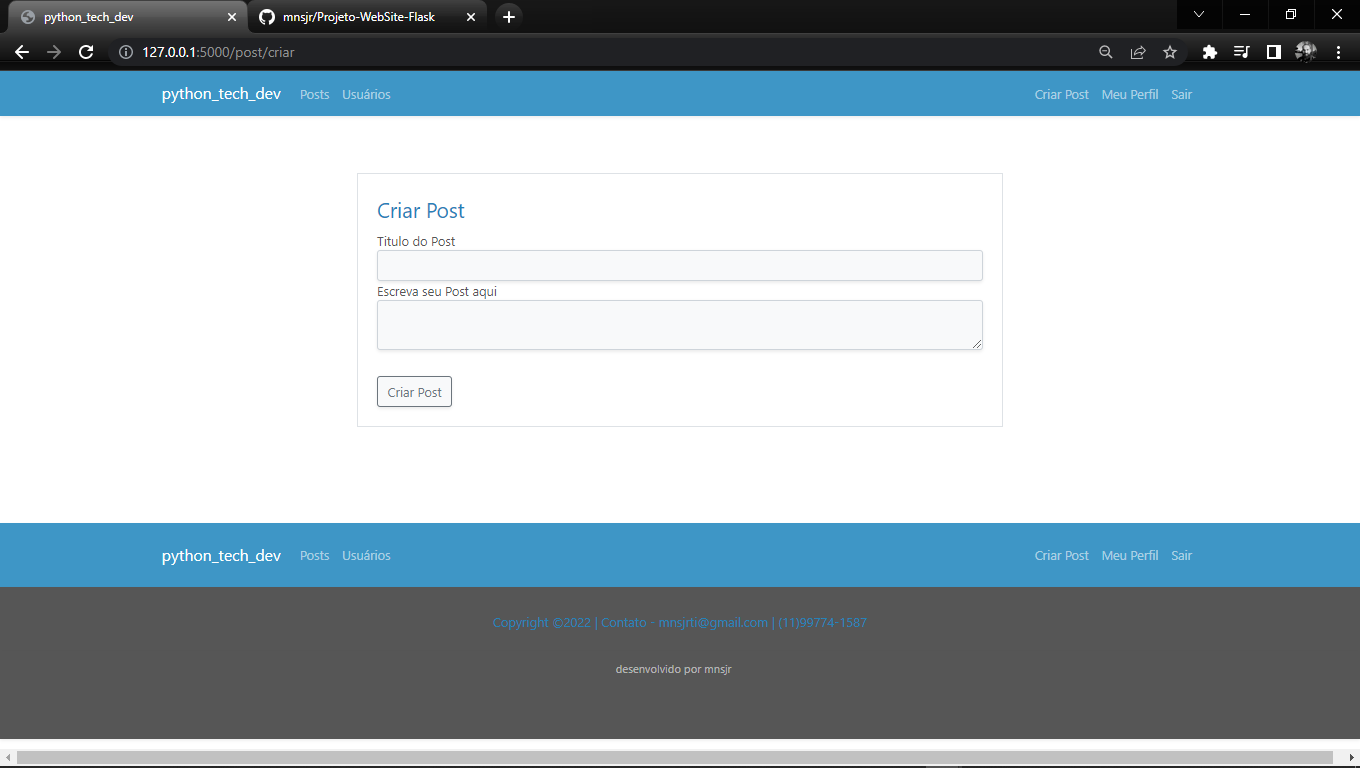 python_tech_dev
mnsjr/Projeto-WebSite-Flask
127.0.0.1:5000/post/criar
python_tech_dev Posts Usuários Criar Post Meu Perfil Sair
Criar Post
Titulo do Post
Escreva seu Post aqui
Criar Post
python_tech_dev Posts Usuários Criar Post Meu Perfil Sair
Copyright ©2022 | Contato - mnsjrti@gmail.com | (11)99774-1587
desenvolvido por mnsjr